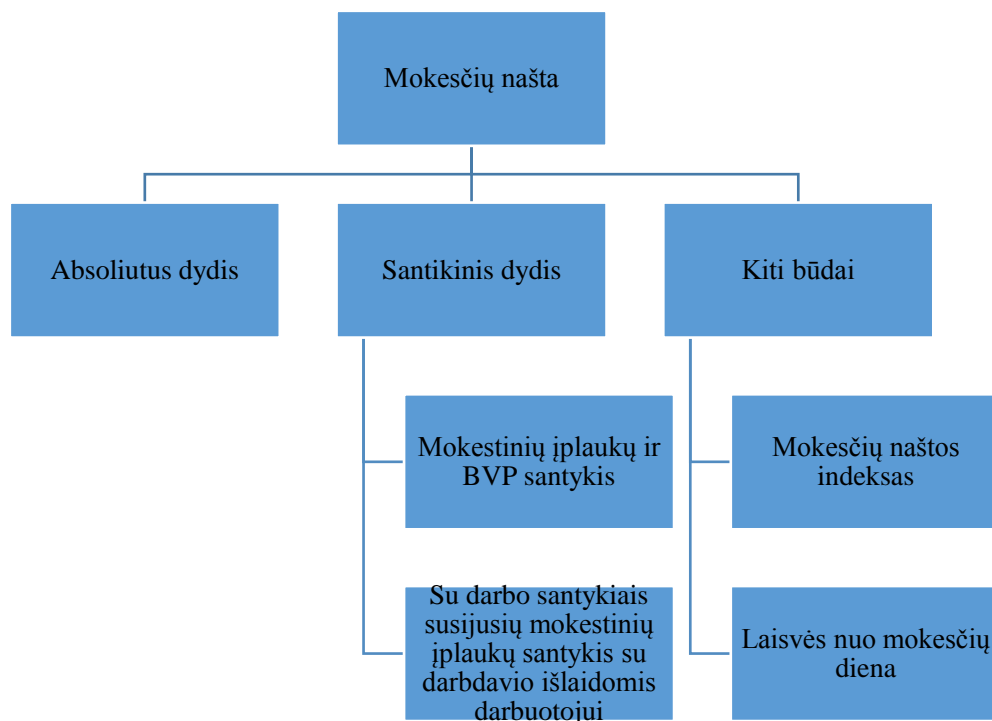 Mokesčių našta
Absoliutus dydis
Santikinis dydis
Kiti būdai
Mokestinių įplaukų ir
BVP santykis
Mokesčių naštos
indeksas
Su darbo santykiais
susijusių mokestinių
įplaukų santykis su
darbdavio išlaidomis
darbuotojui
Laisvės nuo mokesčių
diena